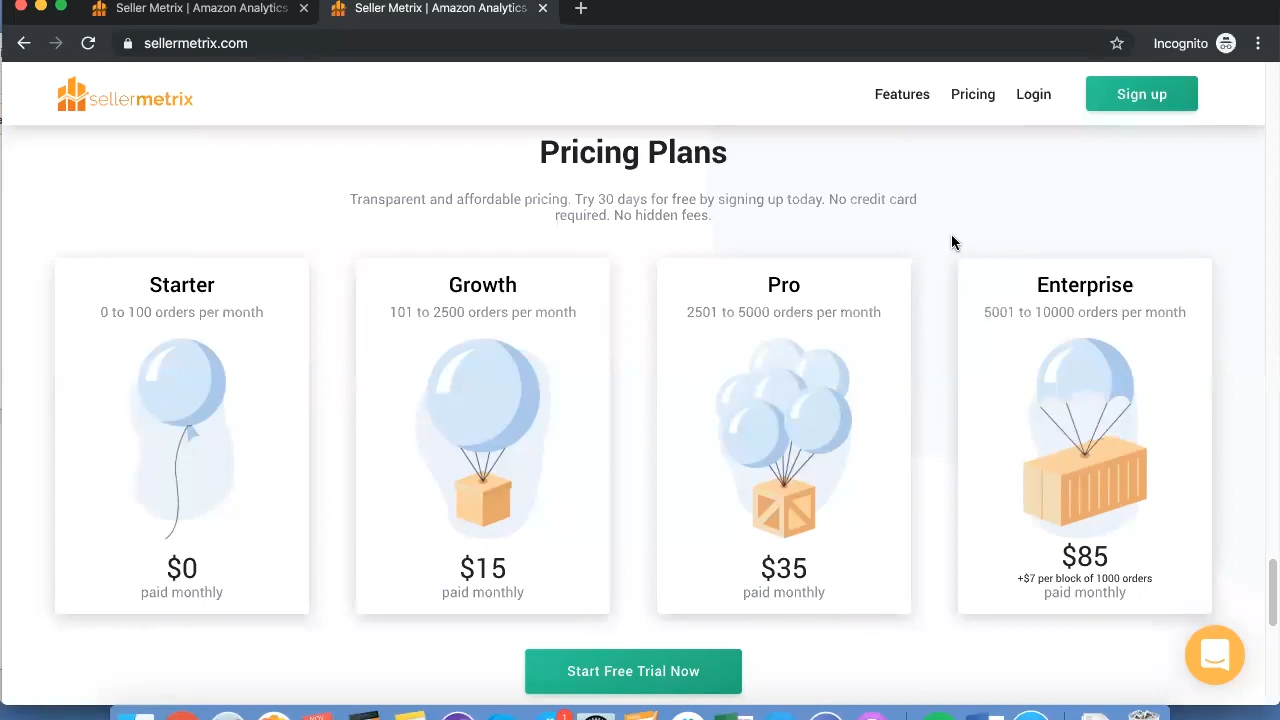 Seller Metrix | Amazon Analytics
Seller Metrix | Amazon Analytics
sellermetrix.com
Incognito
sellermetrix
Features
Pricing
Login
Sign up
Pricing Plans
Transparent and affordable pricing. Try 30 days for free by signing up today. No credit card
required. No hidden fees.
Starter
0 to 100 orders per month
$0
paid monthly
Growth
101 to 2500 orders per month
$15
paid monthly
Pro
2501 to 5000 orders per month
$35
paid monthly
Enterprise
5001 to 10000 orders per month
$85
+$7 per block of 1000 orders
paid monthly
Start Free Trial Now
NOV
1